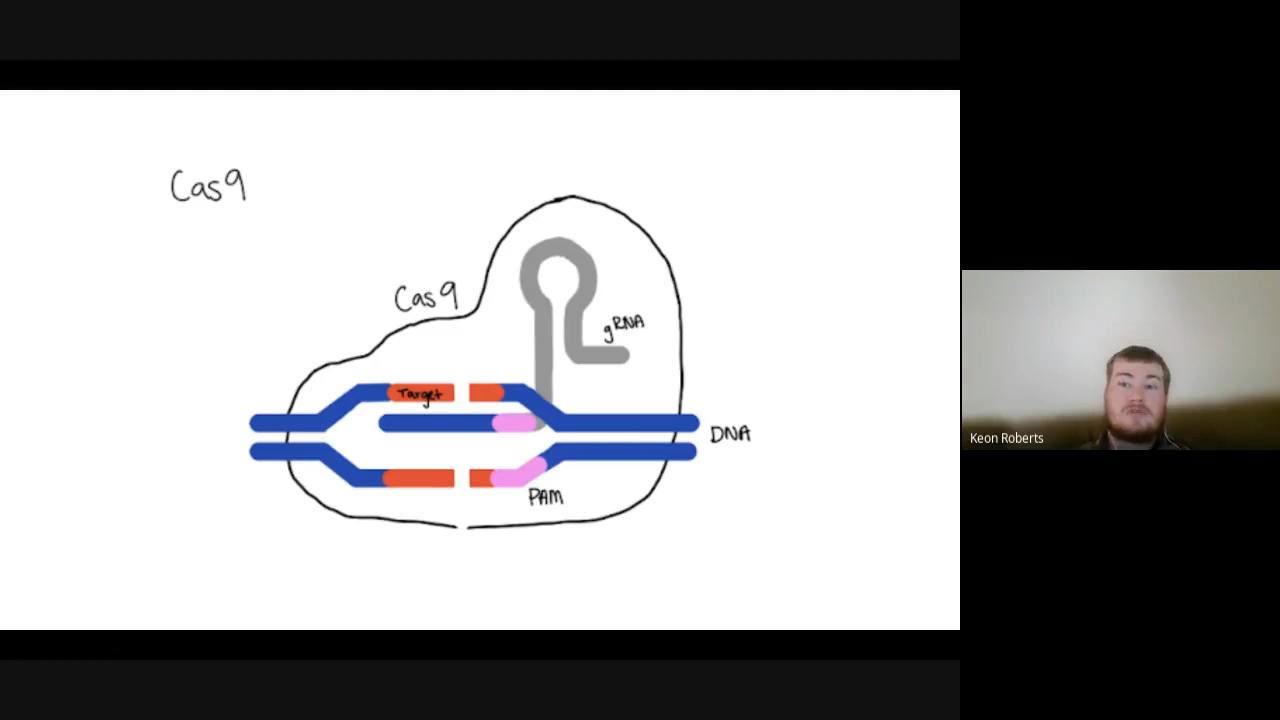 Cas9
Cas9
gRNA
Target
DNA
PAM
Keon Roberts